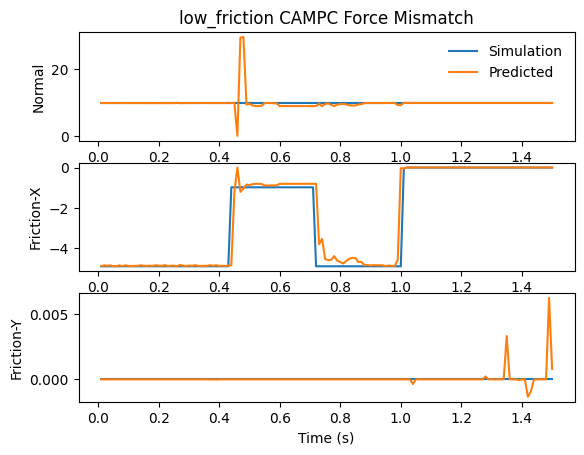 low_friction CAMPC Force Mismatch
Normal
20
0
Simulation
Predicted
0.0 0.2 0.4 0.6 0.8 1.0 1.2 1.4
Friction-X
0
−2
−4
0.0 0.2 0.4 0.6 0.8 1.0 1.2 1.4
Friction-Y
0.005
0.000
0.0 0.2 0.4 0.6 0.8 1.0 1.2 1.4
Time (s)